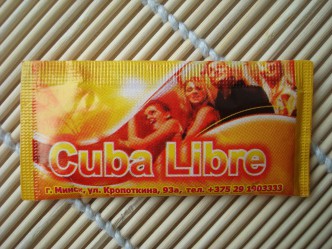 Cuba Libre
г. Минск, ул. Кропоткина, 93а, тел. +375 29 1903333